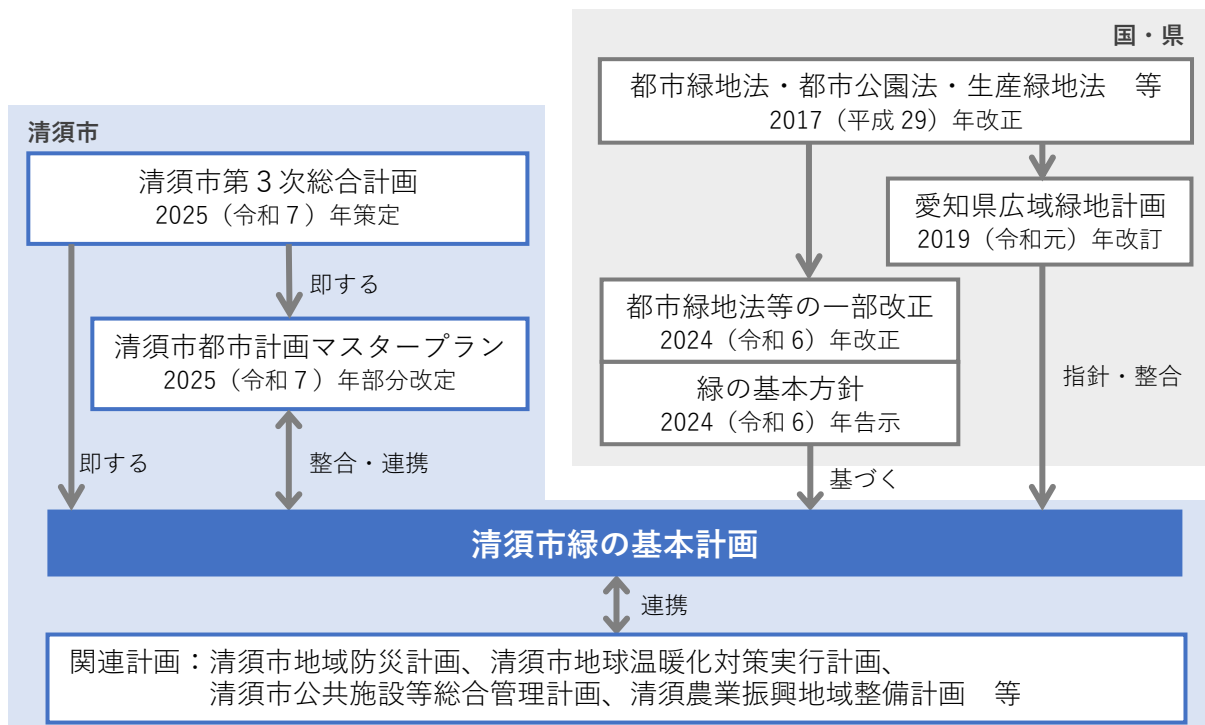 国・県
都市緑地法・都市公園法・生産緑地法　等
2017（平成 29）年改正
愛知県広域緑地計画
2019（令和元）年改訂
都市緑地法等の一部改正
2024（令和 6）年改正
緑の基本方針
2024（令和 6）年告示
指針・整合
基づく
清須市
清須市第３次総合計画
2025（令和７）年策定
即する
清須市都市計画マスタープラン
2025（令和７）年部分改定
即する
整合・連携
清須市緑の基本計画
連携
関連計画：清須市地域防災計画、清須市地球温暖化対策実行計画、
清須市公共施設等総合管理計画、清須農業振興地域整備計画　等